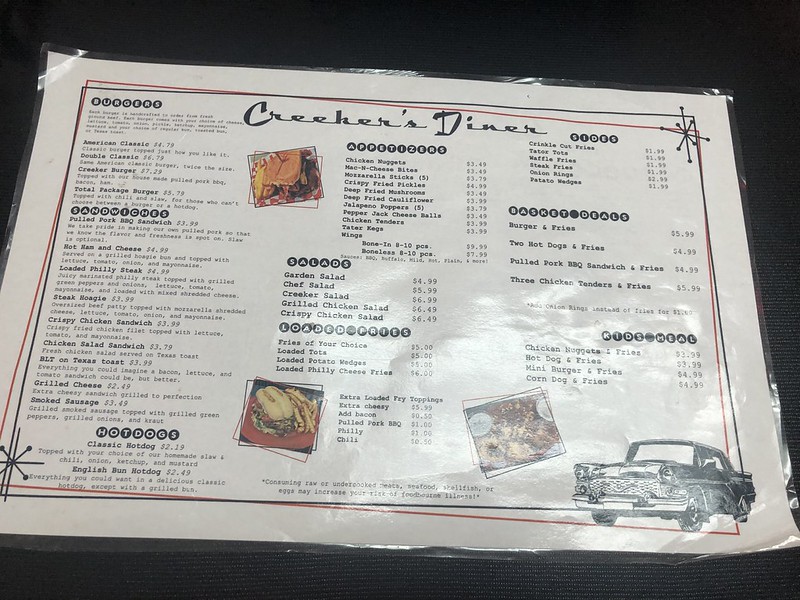 Creeker's Diner
BURGERS
Each burger is handcrafted to order from fresh
ground beef. Each burger comes with your choice of cheese,
lettuce, tomato, onion, pickle, ketchup, mayonnaise,
mustard and your choice of regular bun, toasted bun,
or Texas toast.
American Classic $4.79
Classic burger topped just how you like it.
Double Classic $6.79
Same American classic burger, twice the size.
Creeker Burger $7.29
Topped with our house made pulled pork bbq,
bacon, ham.
Total Package Burger $5.79
Topped with chili and slaw, for those who can't
choose between a burger or a hotdog.
SANDWICHES
Pulled Pork BBQ Sandwich $3.99
We take pride in making our own pulled pork so that
we know the flavor and freshness is spot on. Slaw
is optional.
Hot Ham and Cheese $4.99
Served on a grilled hoagie bun and topped with
lettuce, tomato, onion, and mayonnaise.
Loaded Philly Steak $4.99
Juicy marinated philly steak topped with grilled
green peppers and onions, lettuce, tomato,
mayonnaise, and loaded with mixed shredded cheese.
Steak Hoagie $3.99
Oversized beef patty topped with mozzarella shredded
cheese, lettuce, tomato, onion, and mayonnaise.
Crispy Chicken Sandwich $3.99
Crispy fried chicken filet topped with lettuce,
tomato, and mayonnaise.
Chicken Salad Sandwich $3.79
Fresh chicken salad served on Texas toast
BLT on Texas toast $3.99
Everything you could imagine a bacon, lettuce, and
tomato sandwich could be, but better.
Grilled Cheese $2.49
Extra cheesy sandwich grilled to perfection
Smoked Sausage $3.49
Grilled smoked sausage topped with grilled green
peppers, grilled onions, and kraut
HOTDOGS
Classic Hotdog $2.19
Topped with your choice of our homemade slaw &
chili, onion, ketchup, and mustard
English Bun Hotdog $2.49
Everything you could want in a delicious classic
hotdog, except with a grilled bun.
APPETIZERS
Chicken Nuggets $3.49
Mac-N-Cheese Bites $3.49
Mozzarella Sticks (5) $3.79
Crispy Fried Pickles $4.99
Deep Fried Mushrooms $3.49
Deep Fried Cauliflower $3.99
Jalapeno Poppers (5) $3.79
Pepper Jack Cheese Balls $3.49
Chicken Tenders $3.99
Tater Kegs $3.99
Wings
Bone-In 8-10 pcs. $9.99
Boneless 8-10 pcs. $7.99
Sauces: BBQ, Buffalo, Mild, Hot, Plain, & more!
SALADS
Garden Salad $4.99
Chef Salad $5.99
Creeker Salad $6.99
Grilled Chicken Salad $6.49
Crispy Chicken Salad $6.49
LOADED FRIES
Fries of Your Choice $5.00
Loaded Tots $5.00
Loaded Potato Wedges $5.00
Loaded Philly Cheese Fries $6.00
Extra Loaded Fry Toppings
Extra cheesy $5.99
Add bacon $0.50
Pulled Pork BBQ $1.00
Philly $1.00
Chili $0.50
*Consuming raw or undercooked meats, seafood, shellfish, or
eggs may increase your risk of foodbourne illness!*
SIDES
Crinkle Cut Fries $1.99
Tator Tots $1.99
Waffle Fries $1.99
Steak Fries $1.99
Onion Rings $2.99
Patato Wedges $1.99
BASKET DEALS
Burger & Fries $5.99
Two Hot Dogs & Fries $4.99
Pulled Pork BBQ Sandwich & Fries $4.99
Three Chicken Tenders & Fries $5.99
*Add Onion Rings instead of fries for $1.00
KIDS MEAL
Chicken Nuggets & Fries $3.99
Hot Dog & Fries $3.99
Mini Burger & Fries $4.99
Corn Dog & Fries $4.99